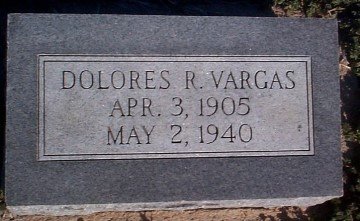 DOLORES R. VARGAS
APR. 3, 1905
MAY 2, 1940